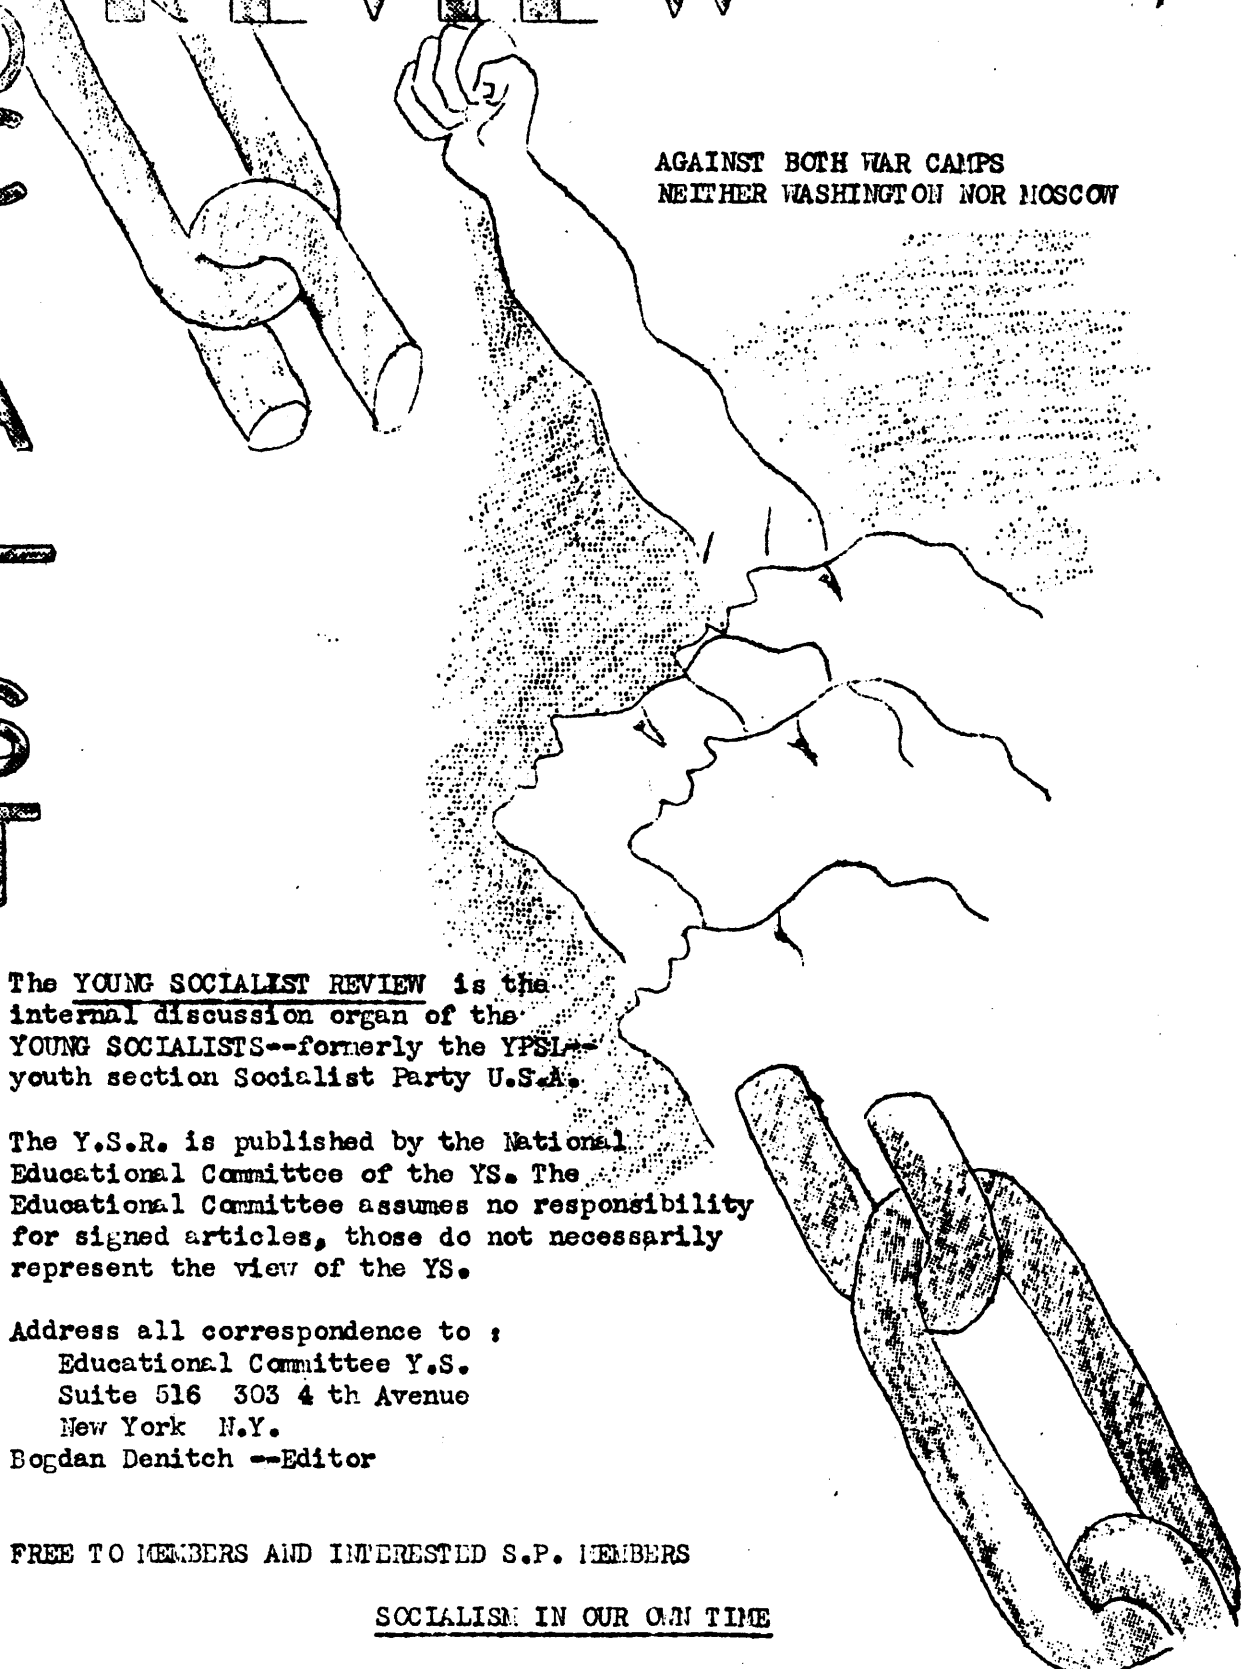 REVIEW
AGAINST BOTH WAR CAMPS
NEITHER WASHINGTON NOR MOSCOW
The YOUNG SOCIALIST REVIEW is the
internal discussion organ of the
YOUNG SOCIALISTS--formerly the YPSL--
youth section Socialist Party U.S.A.
The Y.S.R. is published by the National
Educational Committee of the YS. The
Educational Committee assumes no responsibility
for signed articles, those do not necessarily
represent the view of the YS.
Address all correspondence to :
Educational Committee Y.S.
Suite 516 303 4 th Avenue
New York N.Y.
Bogdan Denitch --Editor
FREE TO MEMBERS AND INTERESTED S.P. MEMBERS
SOCIALISM IN OUR OWN TIME